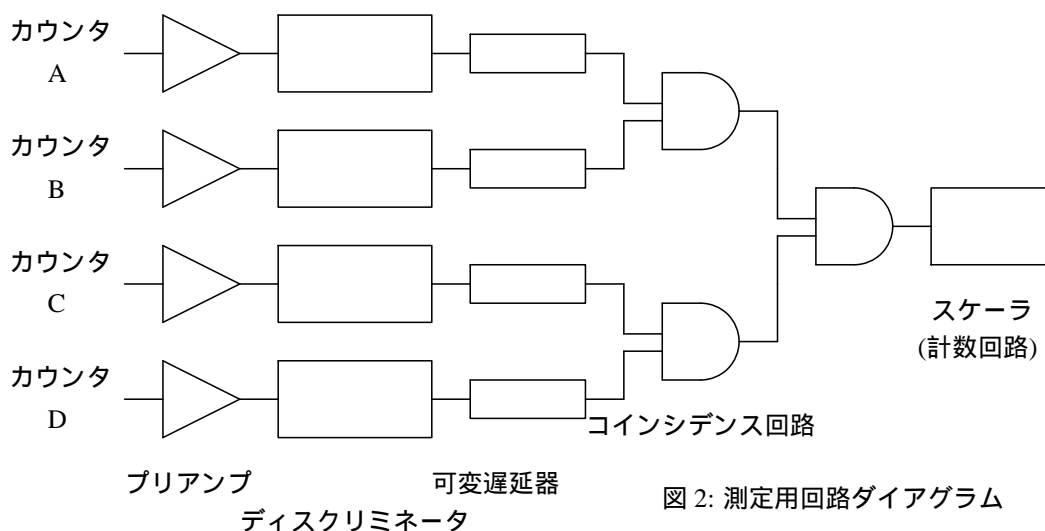 カウンタ
A
カウンタ
B
カウンタ
C
カウンタ
D
スケーラ
(計数回路)
コインシデンス回路
プリアンプ
可変遅延器
ディスクリミネータ
図 2: 測定用回路ダイアグラム